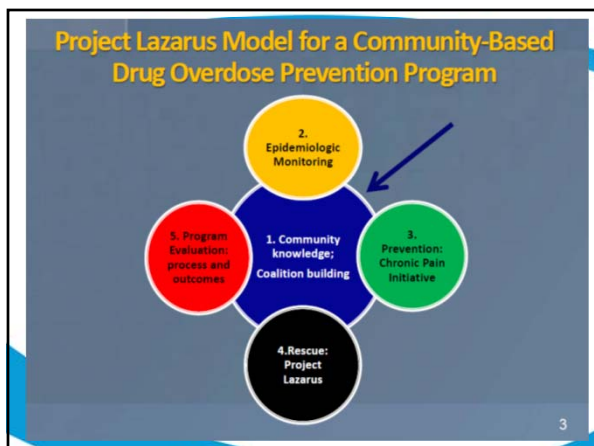 Project Lazarus Model for a Community-Based
Drug Overdose Prevention Program
2.
Epidemiologic
Monitoring
5. Program
Evaluation:
process and
outcomes
1. Community
knowledge;
Coalition building
3.
Prevention:
Chronic Pain
Initiative
4.Rescue:
Project
Lazarus
3